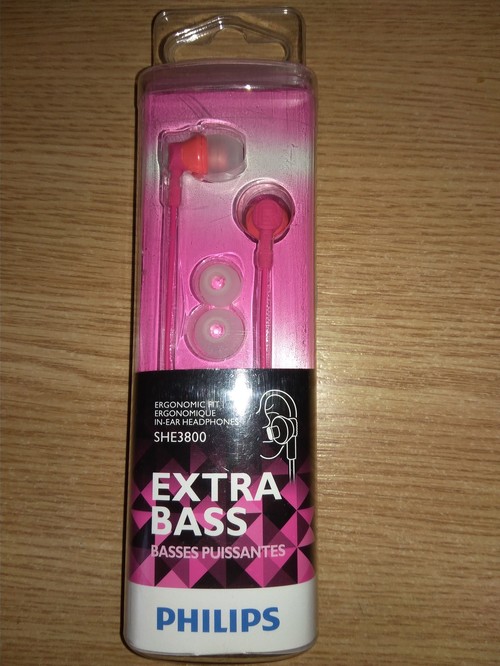 ERGONOMIC FIT
ERGONOMIQUE
IN-EAR HEADPHONES
SHE3800
EXTRA
BASS
BASSES PUISSANTES
PHILIPS